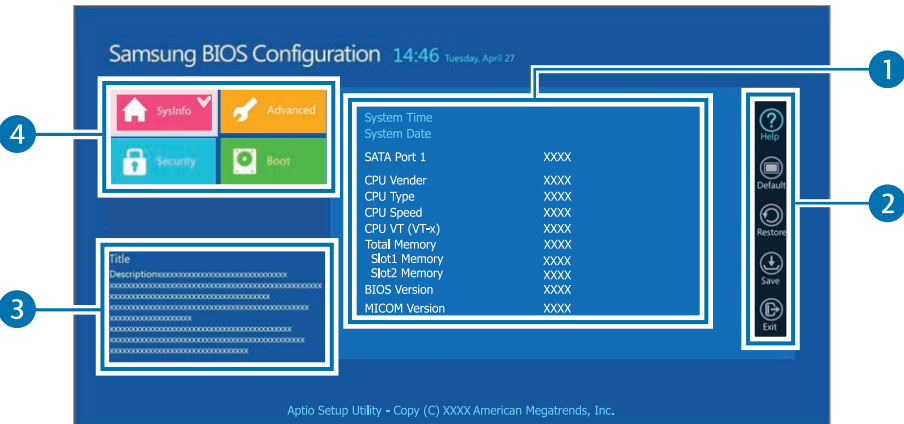 Samsung BIOS Configuration 14:46 Tuesday, April 27
1
4
SysInfo
Advanced
Security
Boot
System Time
System Date
SATA Port 1 XXXX
CPU Vender XXXX
CPU Type XXXX
CPU Speed XXXX
CPU VT (VT-x) XXXX
Total Memory XXXX
Slot1 Memory XXXX
Slot2 Memory XXXX
BIOS Version XXXX
MICOM Version XXXX
?
Help
Default
Restore
Save
Exit
2
3
Title
Descriptionxxxxxxxxxxxxxxxxxxxxxxxxxxxxx
Aptio Setup Utility - Copy (C) XXXX American Megatrends, Inc.